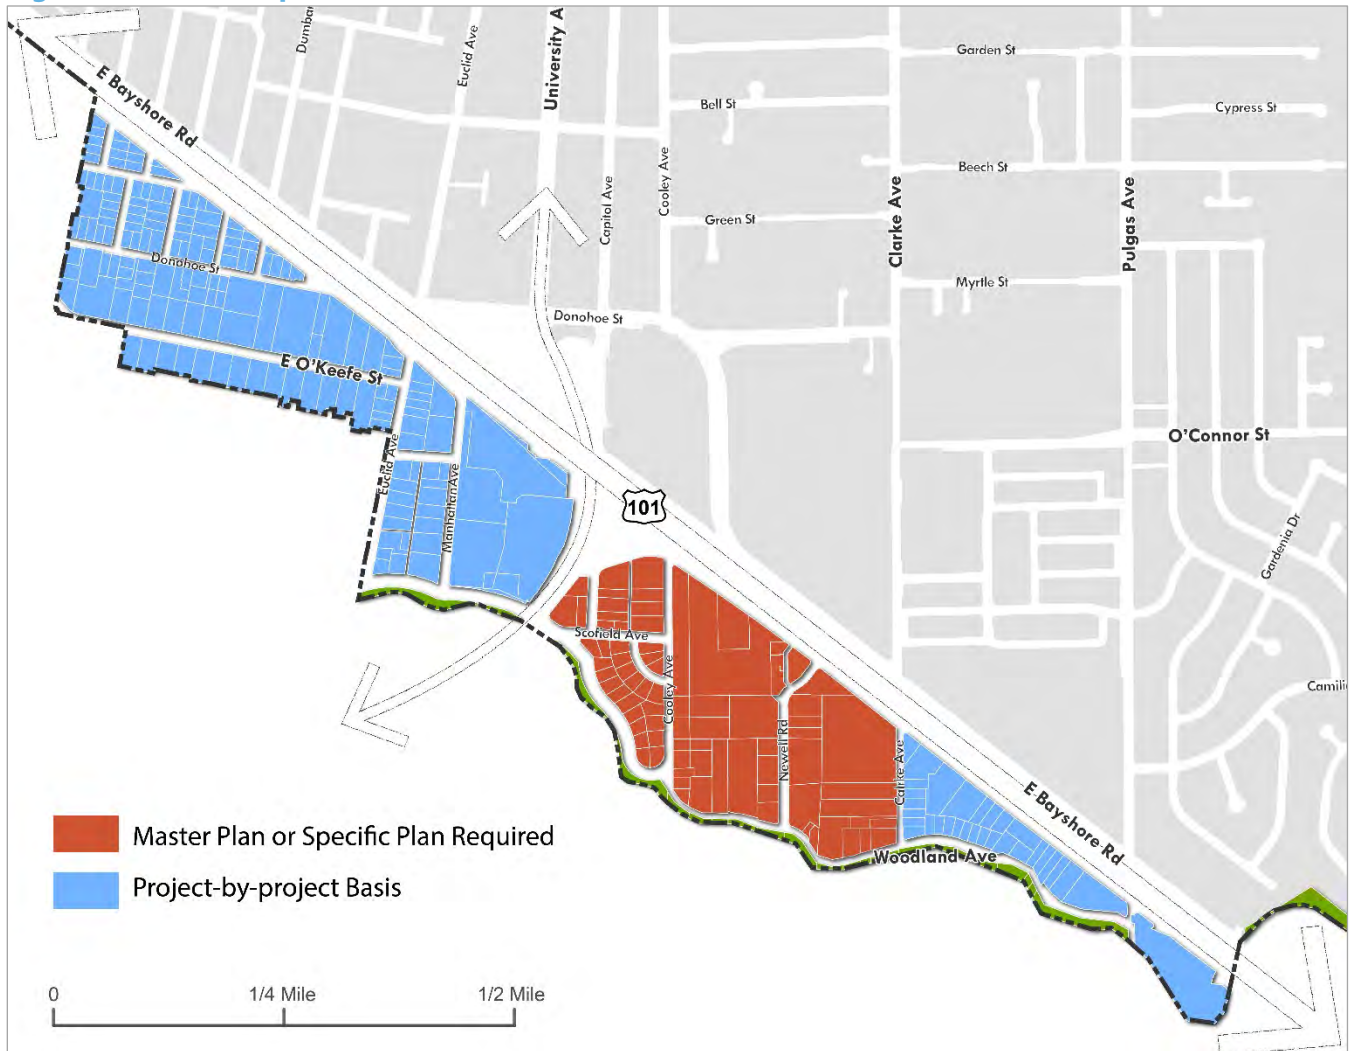 Dumbar
Euclid Ave
University A
Garden St
E Bayshore Rd
Bell St
Cypress St
Cooley Ave
Beech St
Capitol Ave
Clarke Ave
Pulgas Ave
Green St
Donahoe St
Myrtle St
Donohoe St
E O'Keefe St
O'Connor St
Euclid Ave
Manhattan Ave
101
Gardenia Dr
Scofield Ave
Cooley Ave
Camili
Newell Rd
Calrke Ave
E Bayshore Rd
Woodland Ave
Master Plan or Specific Plan Required
Project-by-project Basis
0 1/4 Mile 1/2 Mile